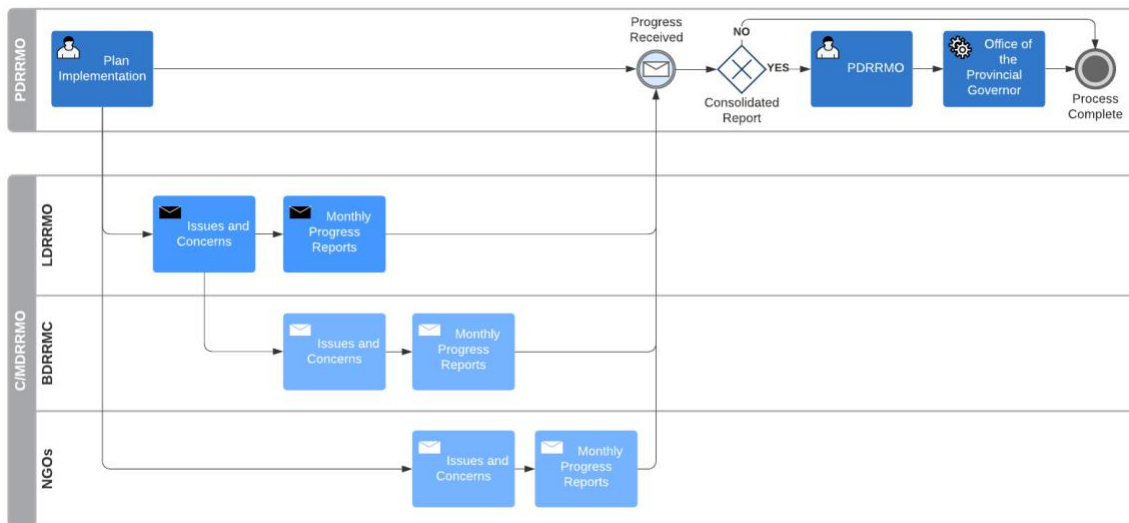 PDRRMO
Plan
Implementation
Progress
Received
NO
YES
Consolidated
Report
PDRRMO
Office of
the
Provincial
Governor
Process
Complete
C/MDRRMO
LDRRMO
Issues and
Concerns
Monthly
Progress
Reports
BDRRMC
Issues and
Concerns
Monthly
Progress
Reports
NGOs
Issues and
Concerns
Monthly
Progress
Reports